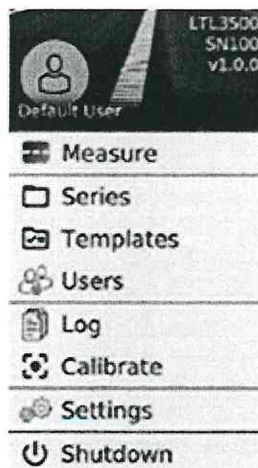 LTL3500
SN100
v1.0.0
Default User
Measure
Series
Templates
Users
Log
Calibrate
Settings
Shutdown